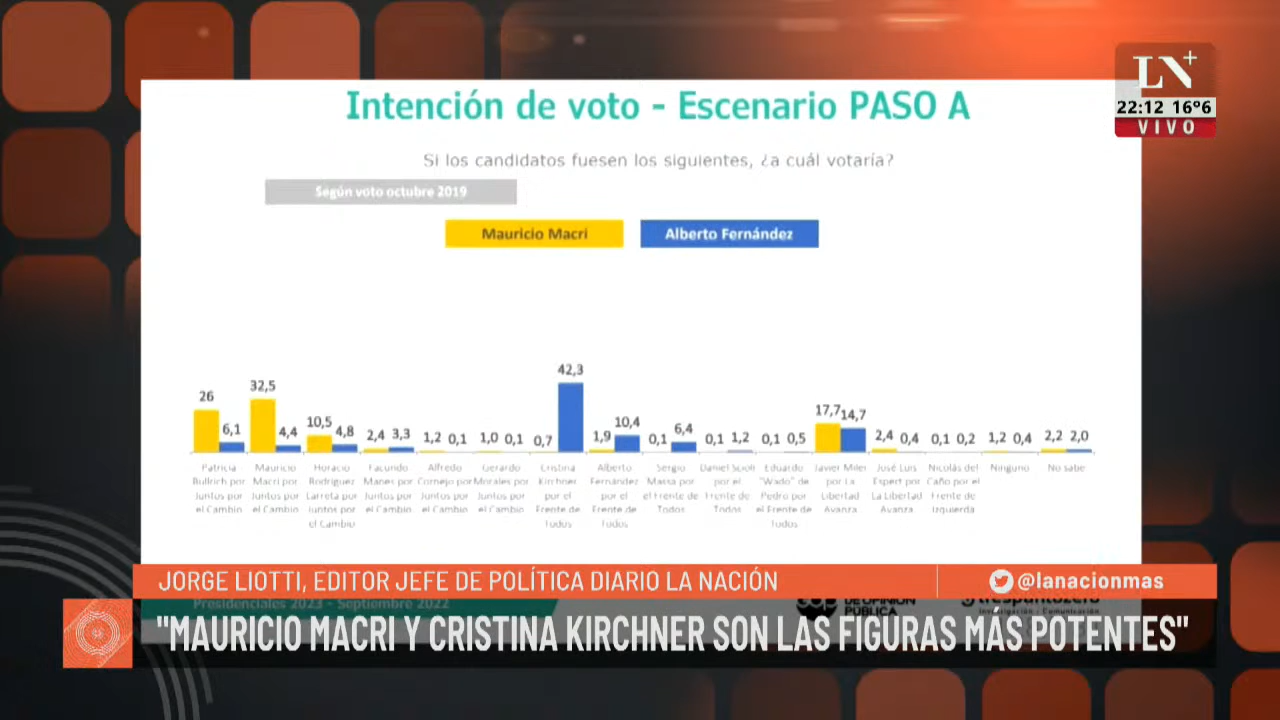 LN+
22:12 16°6
VIVO
Intención de voto - Escenario PASO A
Si los candidatos fuesen los siguientes, ¿a cuál votaría?
Según voto octubre 2019
Mauricio Macri
Alberto Fernández
26 6,1 32,5 4,4 10,5 4,8 2,4 3,3 1,2 0,1 1,0 0,1 0,7 42,3 1,9 10,4 0,1 6,4 0,1 1,2 0,1 0,5 17,7 14,7 2,4 0,4 0,1 0,2 1,2 0,4 2,2 2,0
Patricia
Bullrich por
Juntos por
el Cambio
Mauricio
Macri por
Juntos por
el Cambio
Horacio
Rodríguez
Larreta por
Juntos por
el Cambio
Facundo
Manes por
Juntos por
el Cambio
Alfredo
Cornejo por
Juntos por
el Cambio
Gerardo
Morales por
Juntos por
el Cambio
Cristina
Kirchner
por el
Frente de
Todos
Alberto
Fernández
por el
Frente de
Todos
Sergio
Massa por
el Frente de
Todos
Daniel Scioli
por el
Frente de
Todos
Eduardo
"Wado" de
Pedro por
el Frente de
Todos
Javier Milei
por La
Libertad
Avanza
José Luis
Espert por
La Libertad
Avanza
Nicolás del
Caño por el
Frente de
Izquierda
Ninguno
No sabe
JORGE LIOTTI, EDITOR JEFE DE POLÍTICA DIARIO LA NACIÓN
@lanacionmas
Presidenciales 2023 - Septiembre 2022
DE OPINIÓN
PÚBLICA
trespuntozero
Investigación · Comunicación
"MAURICIO MACRI Y CRISTINA KIRCHNER SON LAS FIGURAS MÁS POTENTES"